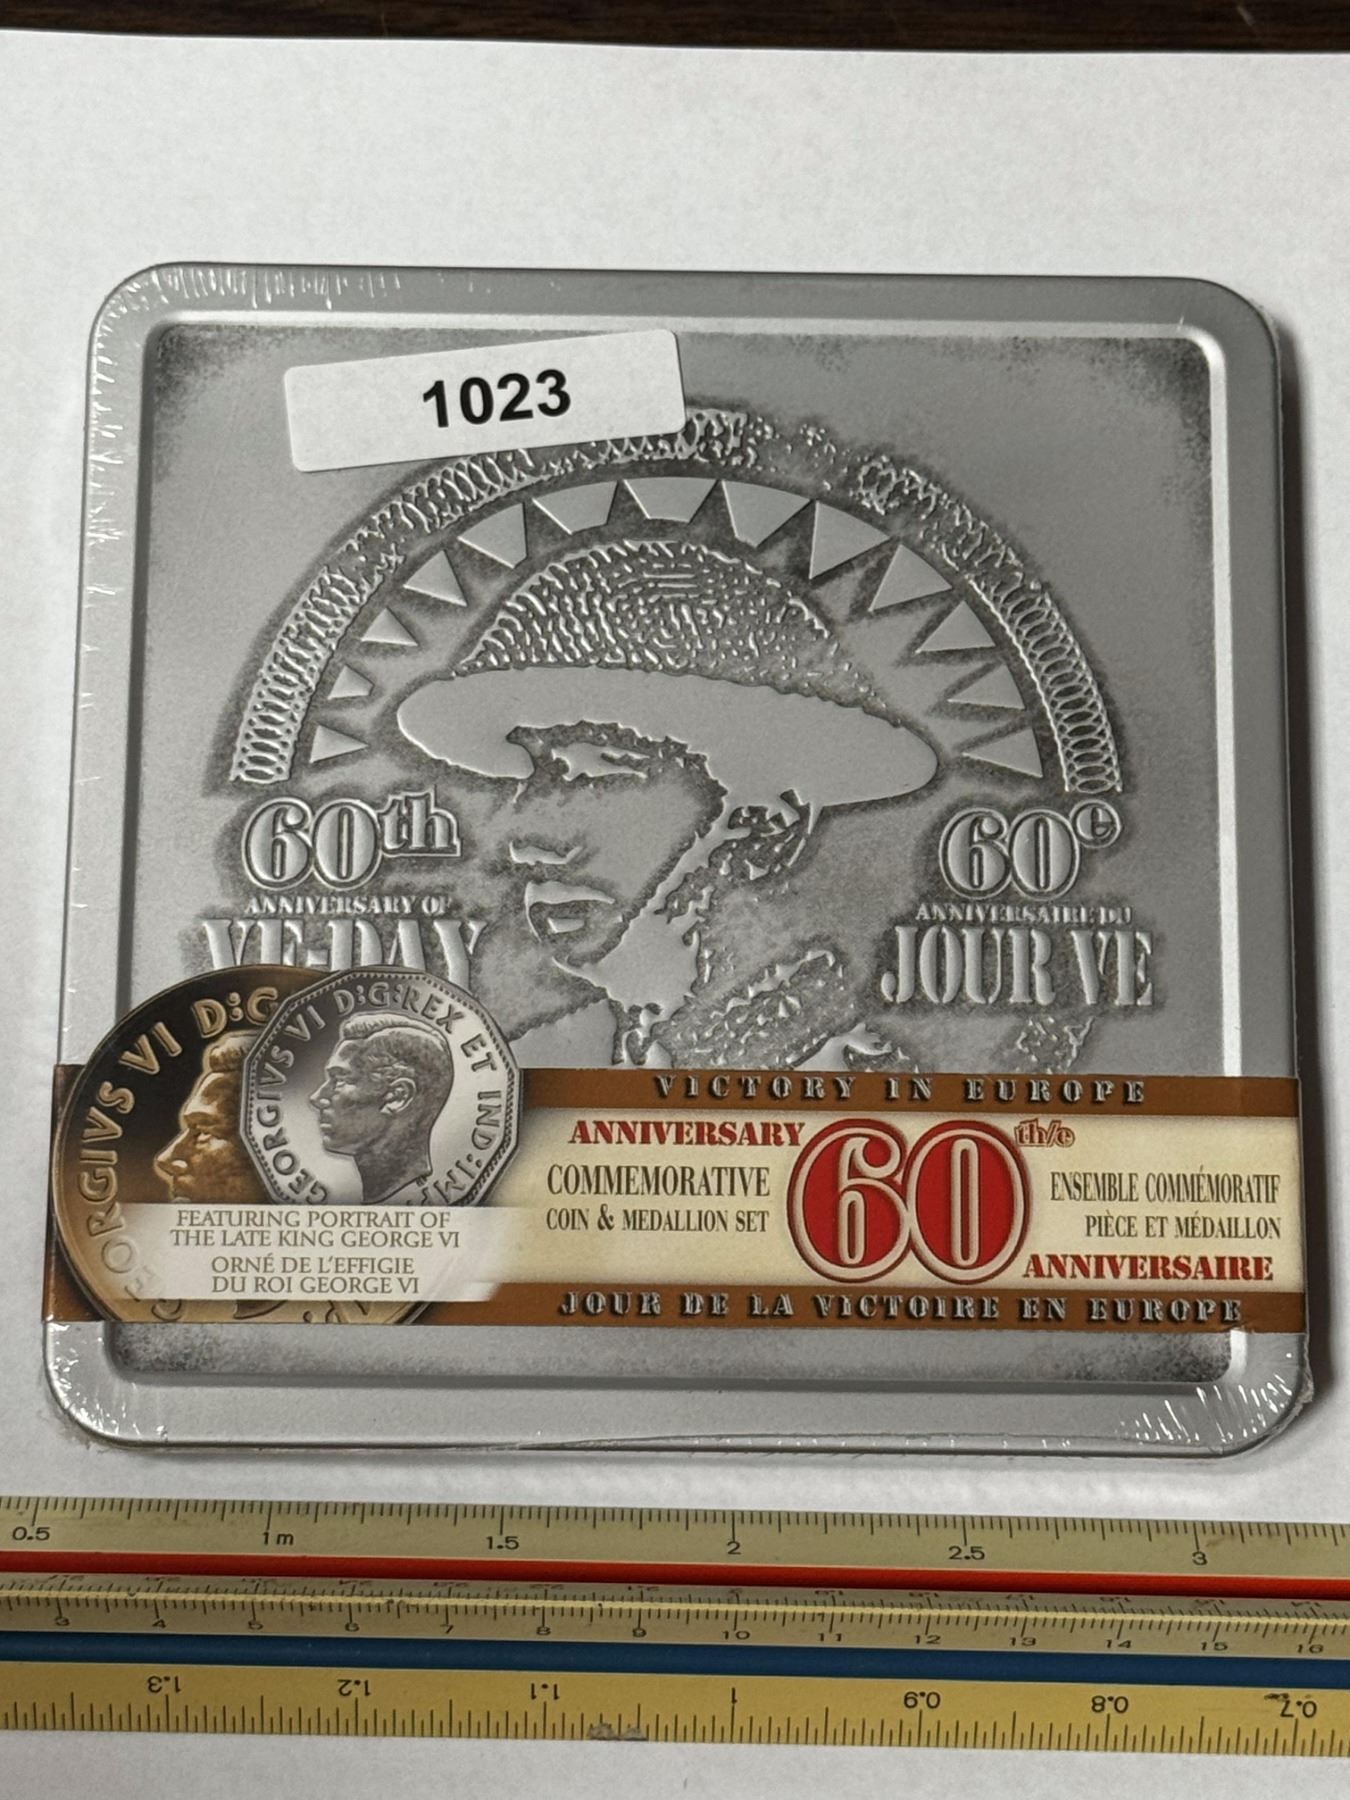 1023
60th
ANNIVERSARY OF
VE-DAY
60e
ANNIVERSAIRE DU
JOUR VE
GEORGIVS VI D:G
GEORGIVS VI D:G:REX ET IND:IM
FEATURING PORTRAIT OF
THE LATE KING GEORGE VI
ORNÉ DE L'EFFIGIE
DU ROI GEORGE VI
VICTORY IN EUROPE
ANNIVERSARY
COMMEMORATIVE
COIN & MEDALLION SET
60th/e
ENSEMBLE COMMÉMORATIF
PIÈCE ET MÉDAILLON
ANNIVERSAIRE
JOUR DE LA VICTOIRE EN EUROPE
0.5 1m 1.5 2 2.5 3
3 4 5 6 7 8 9 10 11 12 13 14 15 16
1.3 1.2 1.1 1 0.9 0.8 0.7